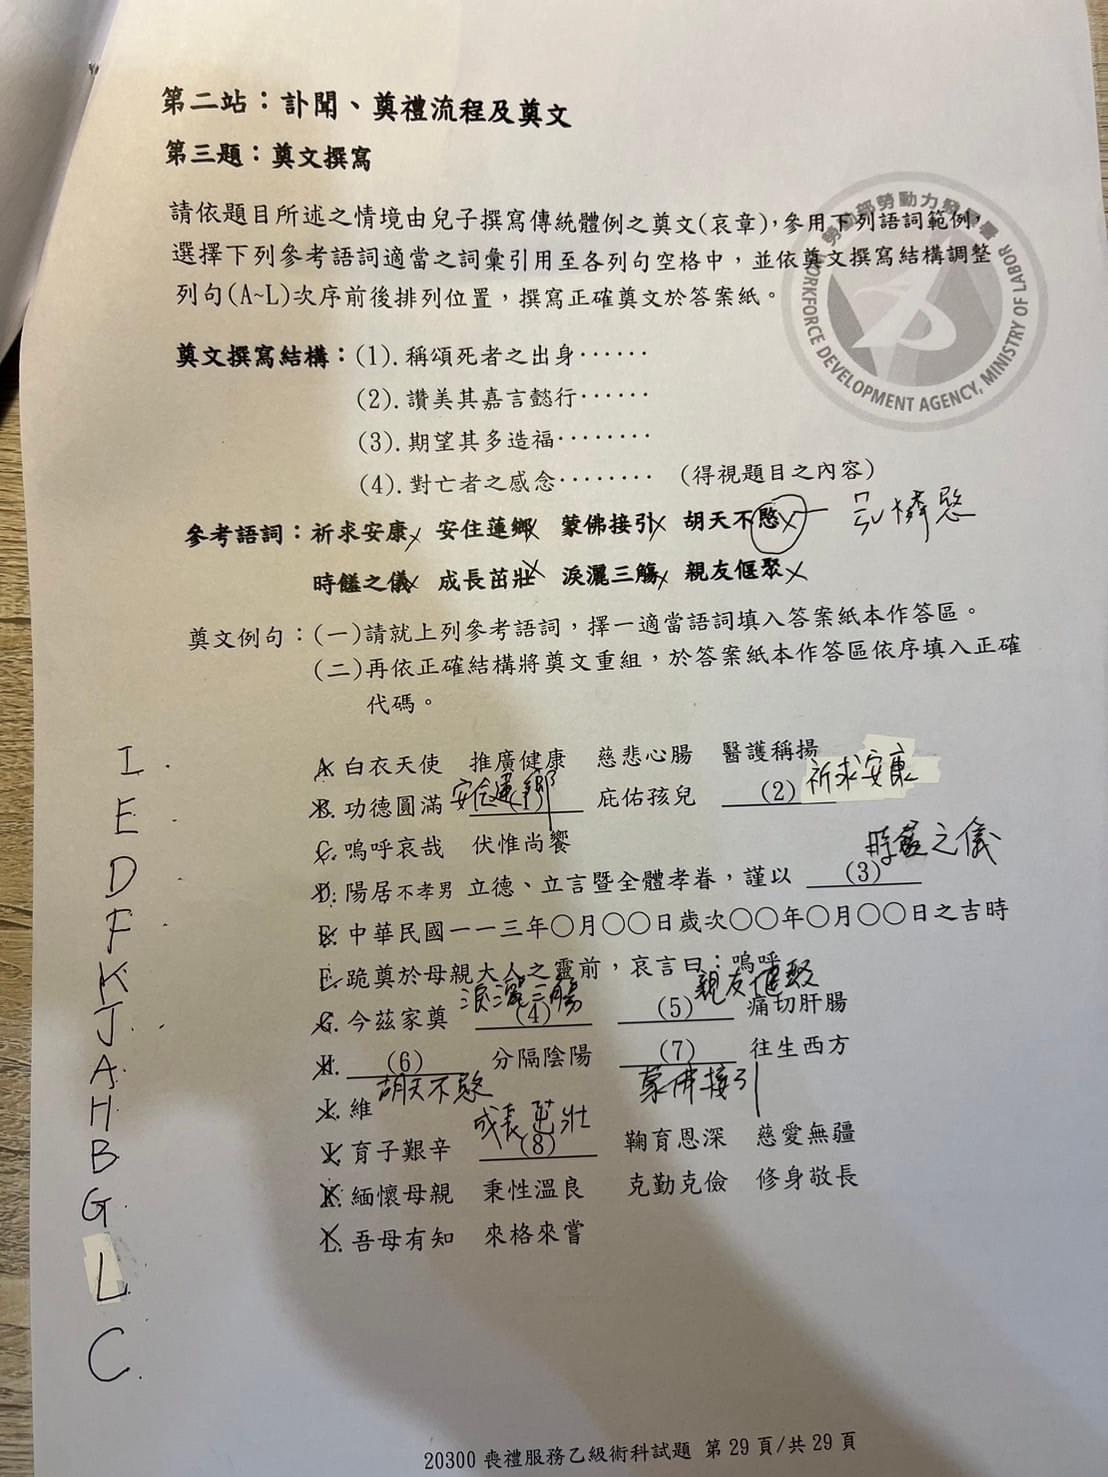 第二站：訃聞、奠禮流程及奠文
第三題：奠文撰寫
勞動部勞動力發展署
WORKFORCE DEVELOPMENT AGENCY, MINISTRY OF LABOR
請依題目所述之情境由兒子撰寫傳統體例之奠文(哀章)，參用下列語詞範例，
選擇下列參考語詞適當之詞彙引用至各列句空格中，並依奠文撰寫結構調整
列句(A~L)次序前後排列位置，撰寫正確奠文於答案紙。
奠文撰寫結構：(1).稱頌死者之出身······
(2).讚美其嘉言懿行······
(3).期望其多造福········
(4).對亡者之感念········ (得視題目之內容)
參考語詞：祈求安康 安住蓮鄉 蒙佛接引 胡天不愍 憐愍
時饈之儀 成長茁壯 淚灑三觴 親友偃聚
奠文例句：(一)請就上列參考語詞，擇一適當語詞填入答案紙本作答區。
(二)再依正確結構將奠文重組，於答案紙本作答區依序填入正確
代碼。
I. A. 白衣天使 推廣健康 慈悲心腸 醫護稱揚
E. B. 功德圓滿 安住蓮鄉 庇佑孩兒 (2) 祈求安康
C. 嗚呼哀哉 伏惟尚饗
D D. 陽居不孝男 立德、立言暨全體孝眷，謹以 (3) 時饈之儀
F. E. 中華民國一一三年○月○○日歲次○○年○月○○日之吉時
K F. 跪奠於母親大人之靈前，哀言曰：嗚呼
J. G. 今茲家奠 (4) 淚灑三觴 (5) 親友偃聚 痛切肝腸
A. H. (6) 胡天不愍 分隔陰陽 (7) 蒙佛接引 往生西方
H. I. 維
B J. 育子艱辛 (8) 成長茁壯 鞠育恩深 慈愛無疆
G. K. 緬懷母親 秉性溫良 克勤克儉 修身敬長
L. L. 吾母有知 來格來嘗
C.
20300 喪禮服務乙級術科試題 第 29 頁/共 29 頁